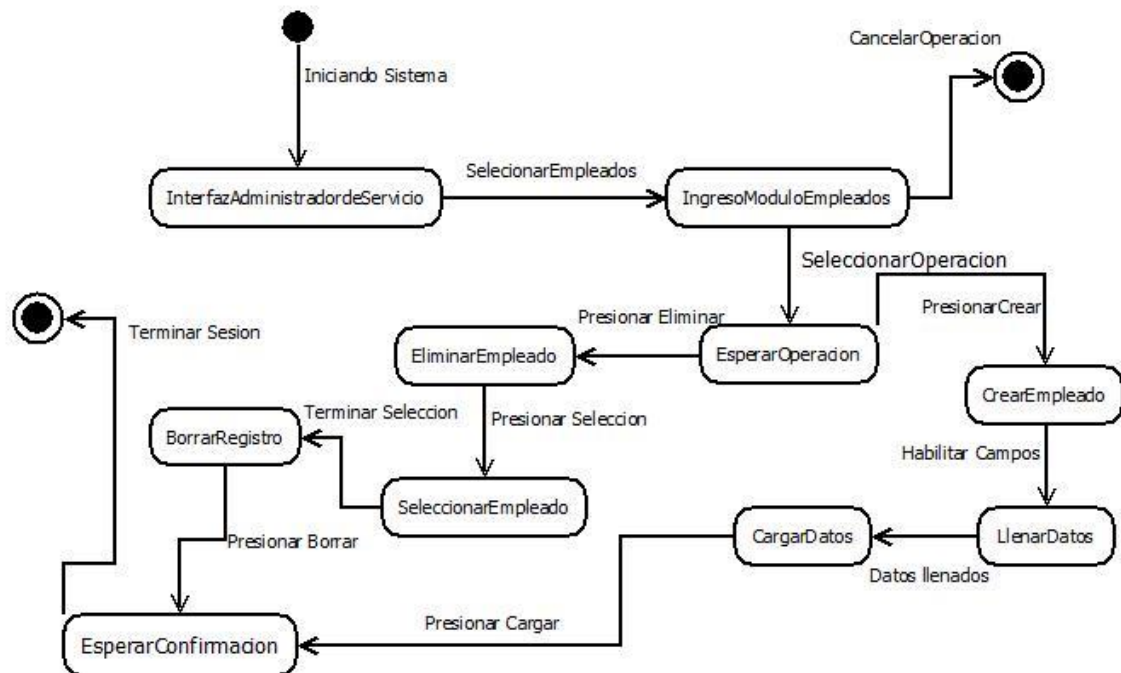 CancelarOperacion
Iniciando Sistema
SelecionarEmpleados
InterfazAdministradordeServicio
IngresoModuloEmpleados
SeleccionarOperacion
PresionarCrear
Terminar Sesion
Presionar Eliminar
EliminarEmpleado
EsperarOperacion
CrearEmpleado
Terminar Seleccion
Presionar Seleccion
BorrarRegistro
Habilitar Campos
SeleccionarEmpleado
CargarDatos
LlenarDatos
Presionar Borrar
Datos llenados
Presionar Cargar
EsperarConfirmacion